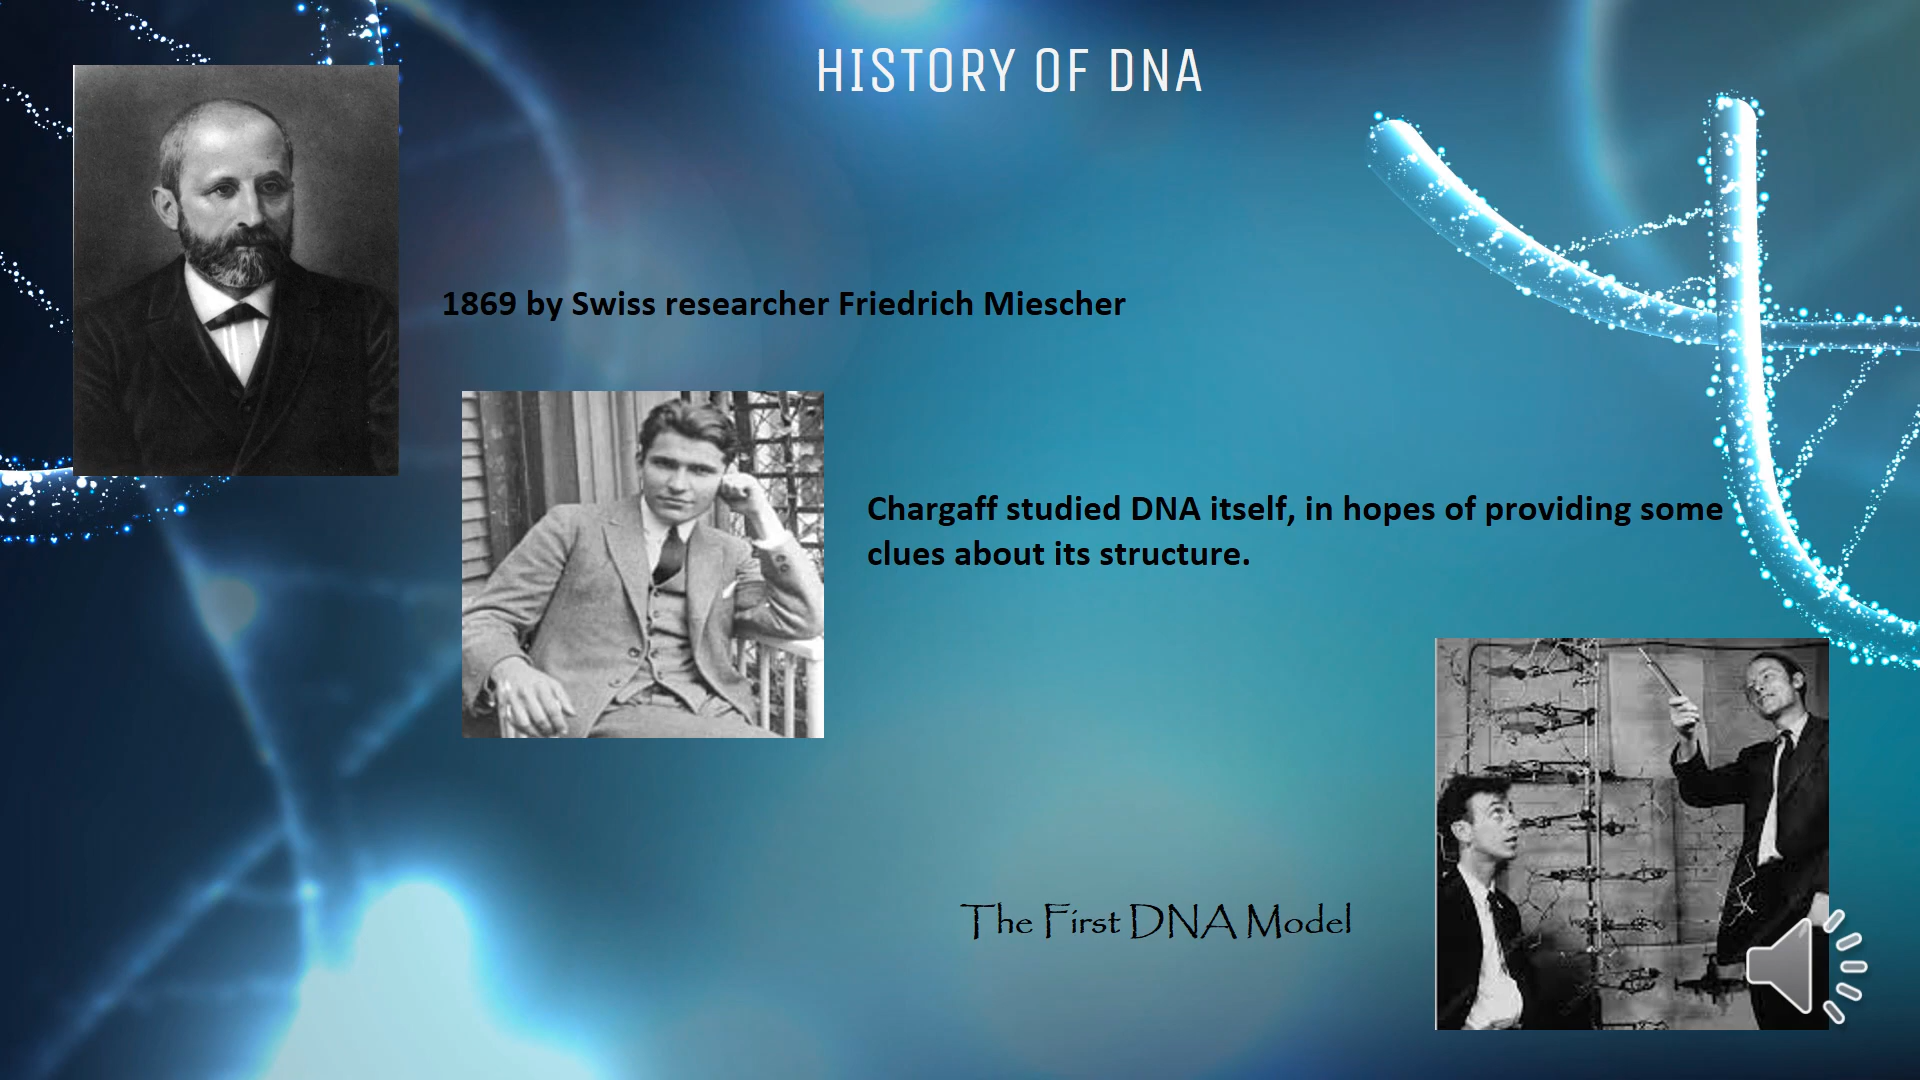 HISTORY OF DNA
1869 by Swiss researcher Friedrich Miescher
Chargaff studied DNA itself, in hopes of providing some
clues about its structure.
The First DNA Model